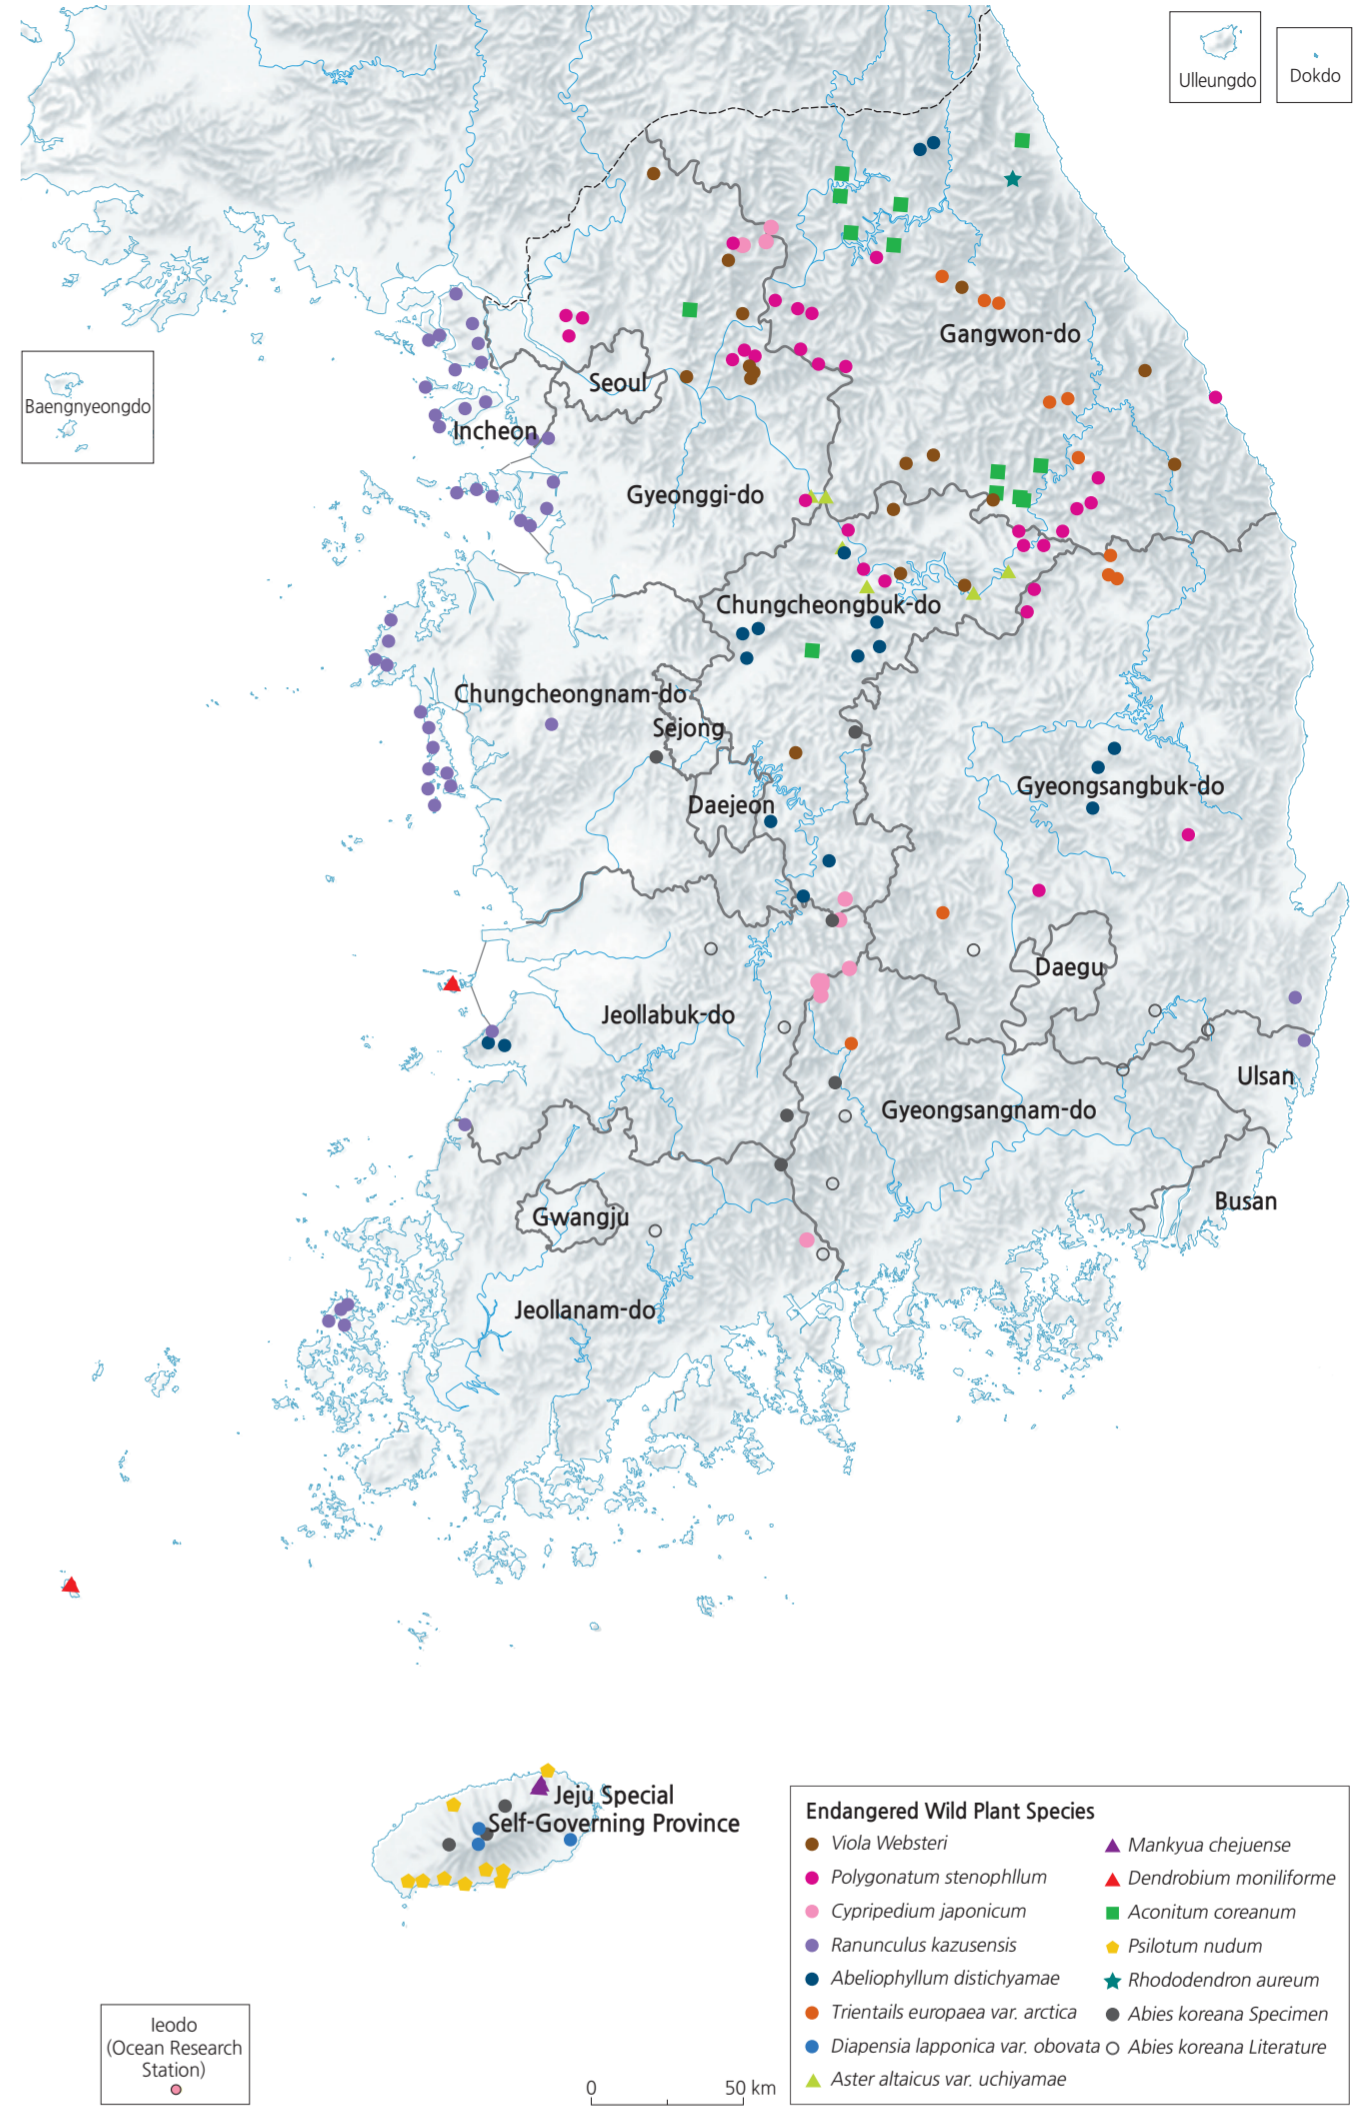 Ulleungdo
Dokdo
Gangwon-do
Seoul
Baengnyeongdo
Incheon
Gyeonggi-do
Chungcheongbuk-do
Chungcheongnam-do
Sejong
Gyeongsangbuk-do
Daejeon
Daegu
Jeollabuk-do
Ulsan
Gyeongsangnam-do
Busan
Gwangju
Jeollanam-do
Jeju Special
Self-Governing Province
Endangered Wild Plant Species
Viola Websteri
Polygonatum stenophllum
Cypripedium japonicum
Ranunculus kazusensis
Abeliophyllum distichyamae
Trientails europaea var. arctica
Diapensia lapponica var. obovata
Aster altaicus var. uchiyamae
Mankyua chejuense
Dendrobium moniliforme
Aconitum coreanum
Psilotum nudum
Rhododendron aureum
Abies koreana Specimen
Abies koreana Literature
Ieodo
(Ocean Research
Station)
0 50 km